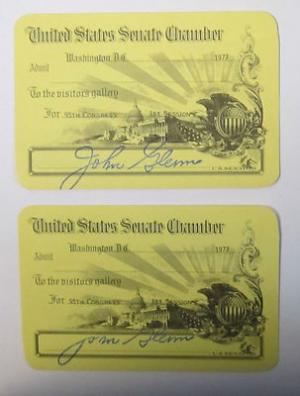 United States Senate Chamber
Washington D.C. 1977
Admit
To the visitors gallery
For 95TH CONGRESS 1ST SESSION
John Glenn
U.S. SENATOR
United States Senate Chamber
Washington D.C. 1977
Admit
To the visitors gallery
For 95TH CONGRESS 1ST SESSION
John Glenn
U.S. SENATOR